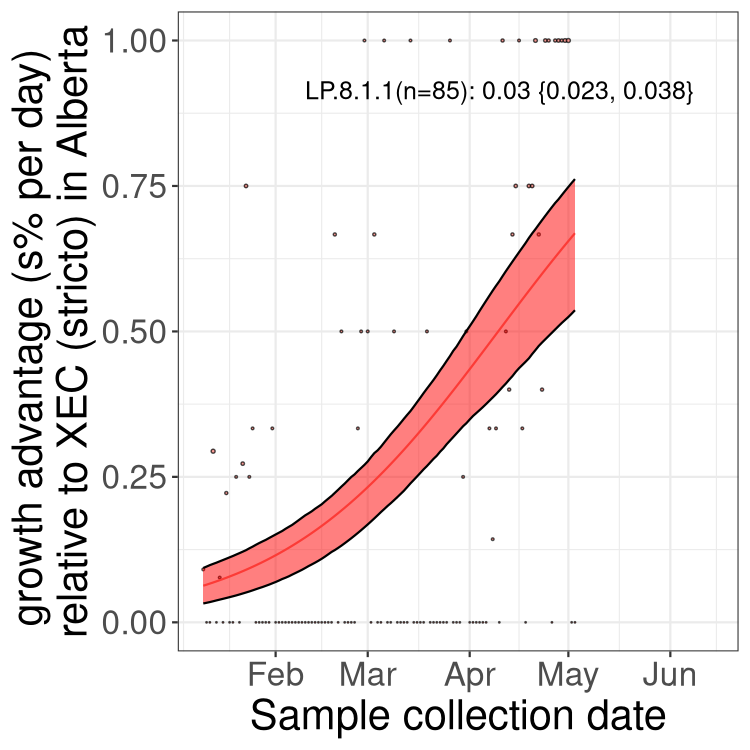 growth advantage (s% per day)
relative to XEC (stricto) in Alberta
1.00
0.75
0.50
0.25
0.00
LP.8.1.1(n=85): 0.03 {0.023, 0.038}
Feb Mar Apr May Jun
Sample collection date